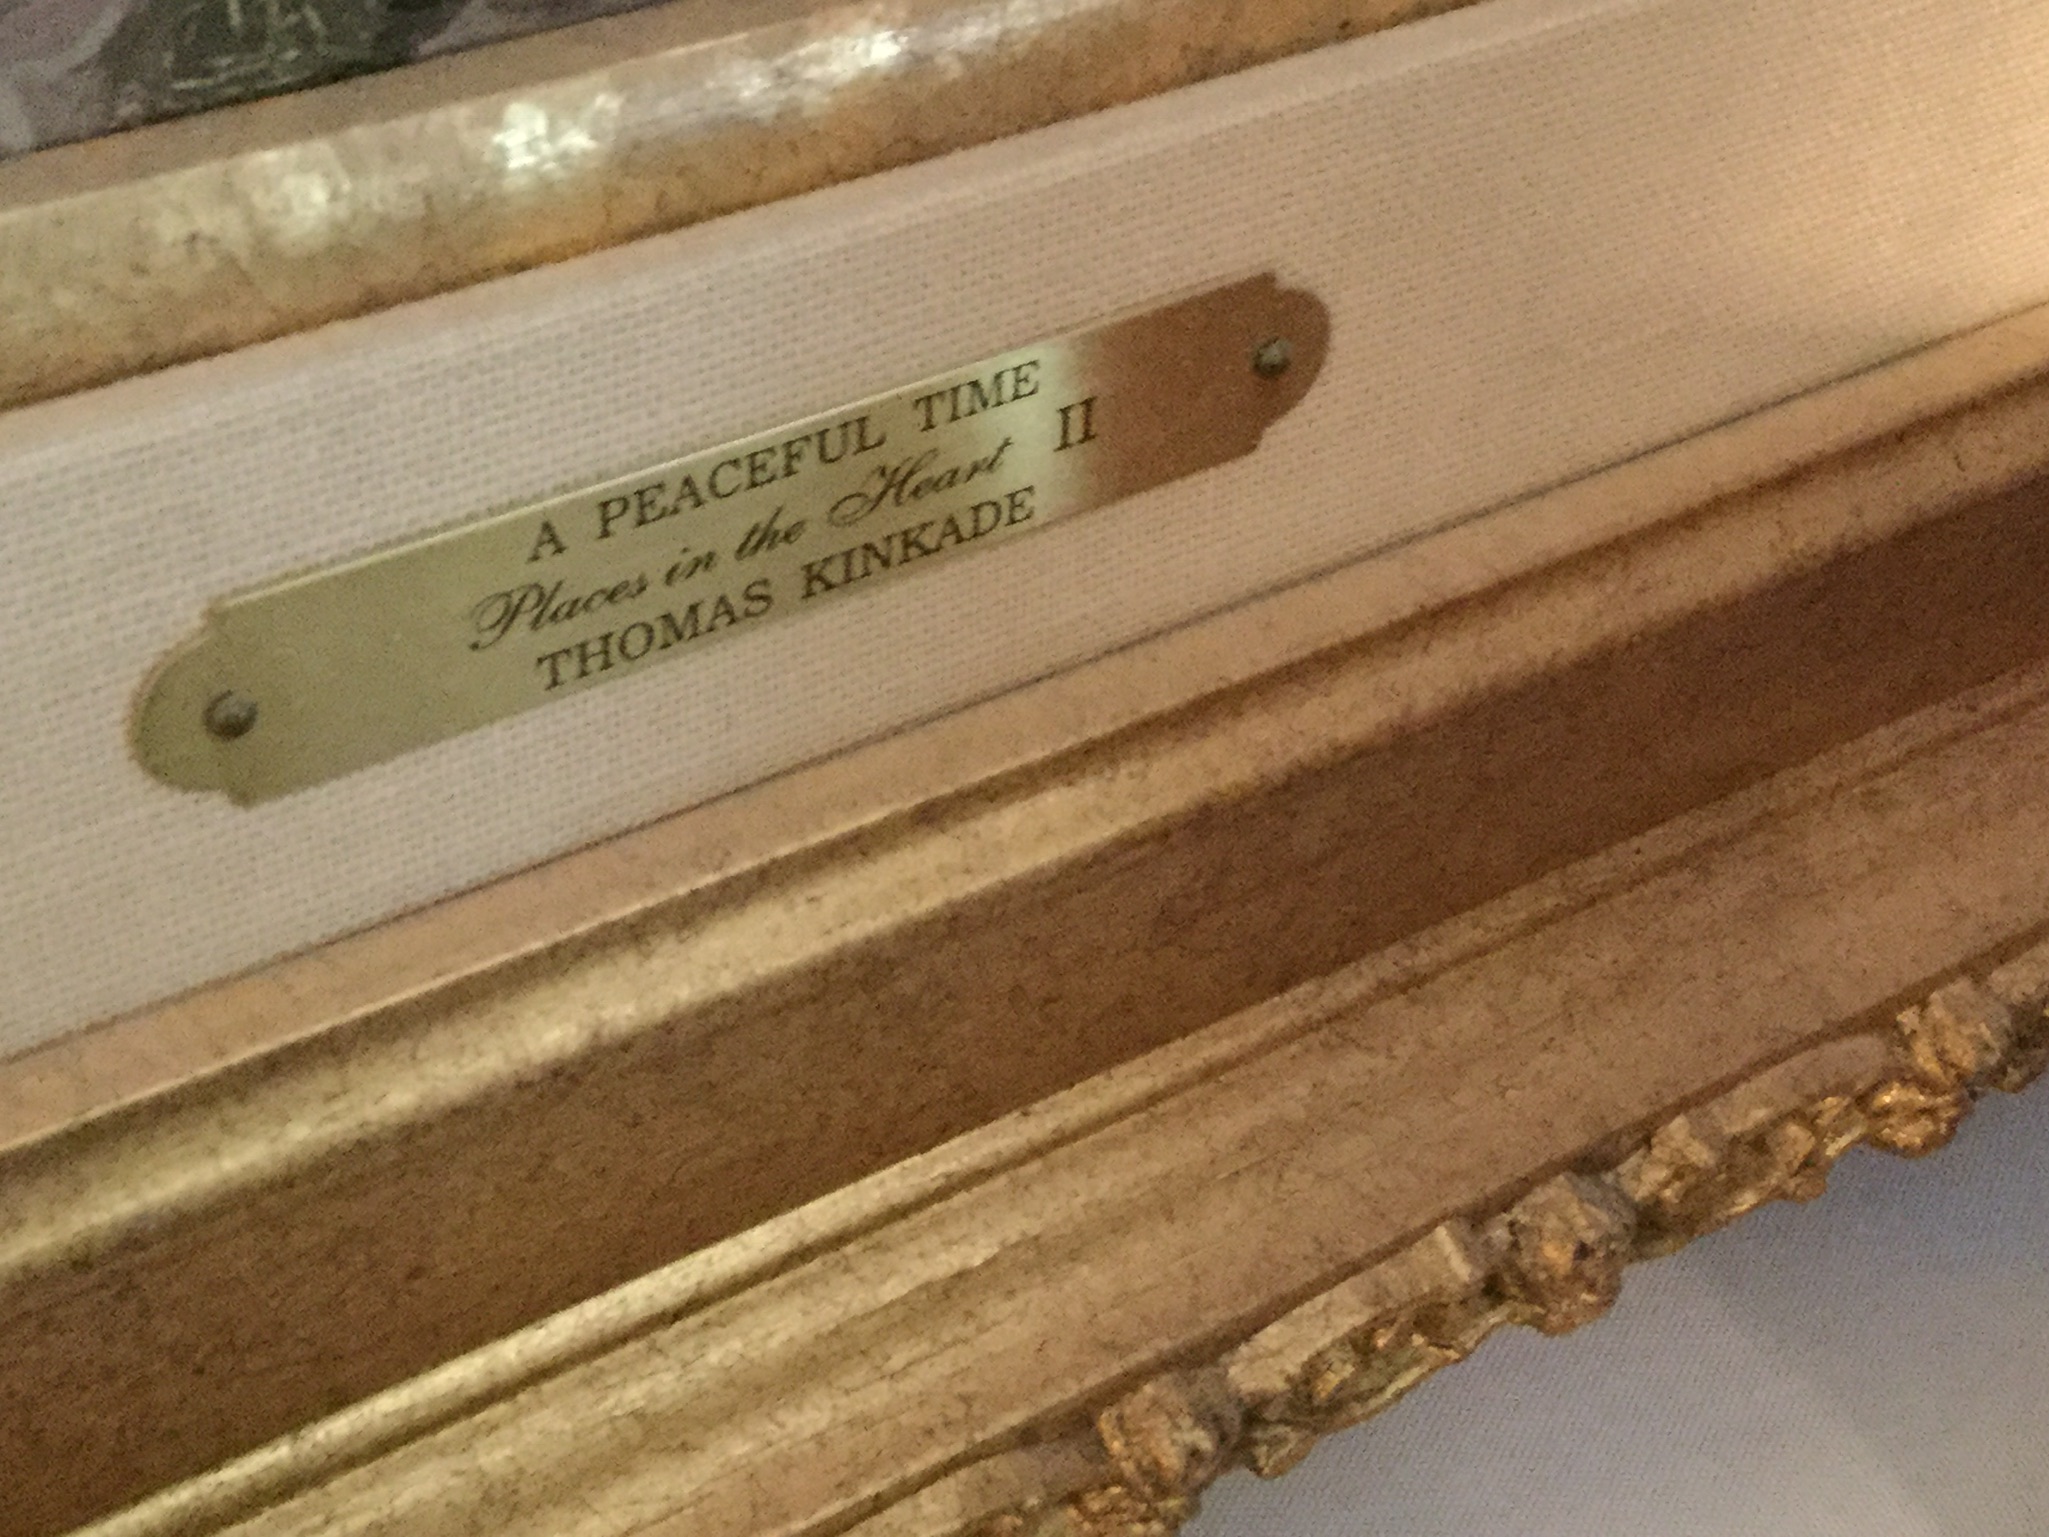 A PEACEFUL TIME
Places in the Heart II
THOMAS KINKADE